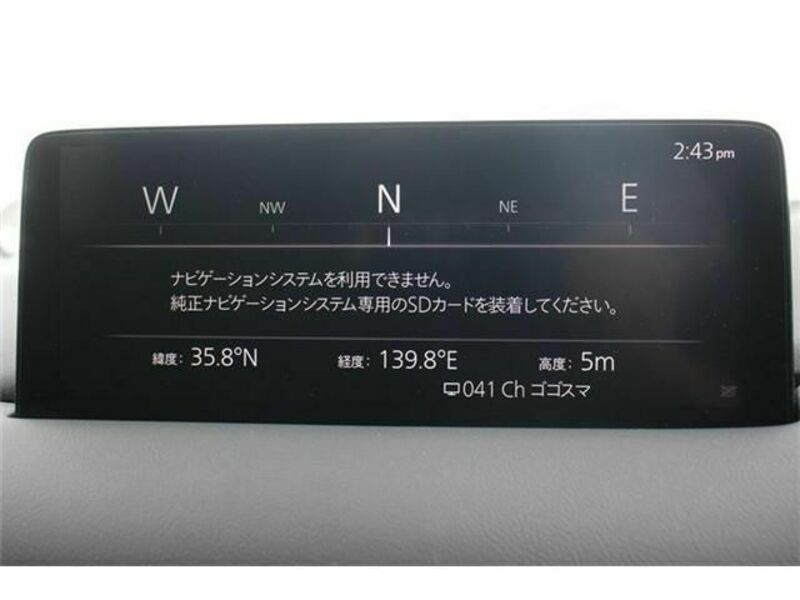 2:43pm
W NW N NE E
ナビゲーションシステムを利用できません。
純正ナビゲーションシステム専用のSDカードを装着してください。
緯度: 35.8°N 経度: 139.8°E 高度: 5m
041 Ch ゴゴスマ